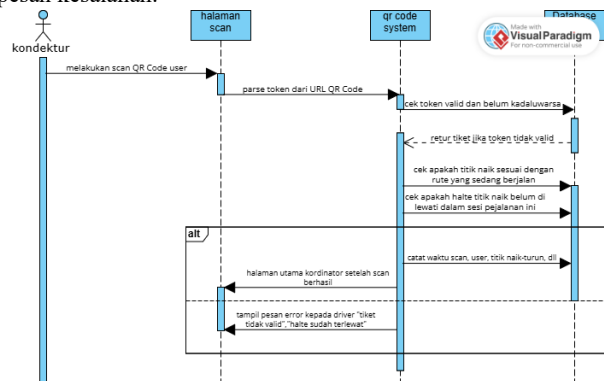 pesan kesalahan.
kondektur
halaman
scan
qr code
system
Database
Made with
Visual Paradigm
For non-commercial use
melakukan scan QR Code user
parse token dari URL QR Code
cek token valid dan belum kadaluwarsa
retur tiket jika token tidak valid
cek apakah titik naik sesuai dengan
rute yang sedang berjalan
cek apakah halte titik naik belum di
lewati dalam sesi pejalanan ini
alt
catat waktu scan, user, titik naik-turun, dll
halaman utama kordinator setelah scan
berhasil
tampil pesan error kepada driver "tiket
tidak valid","halte sudah terlewat"